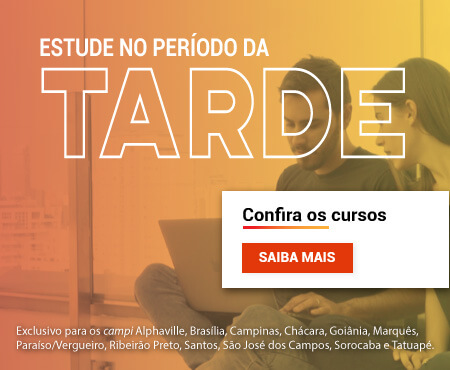 ESTUDE NO PERÍODO DA
TARDE
Confira os cursos
SAIBA MAIS
Exclusivo para os campi Alphaville, Brasília, Campinas, Chácara, Goiânia, Marquês,
Paraíso/Vergueiro, Ribeirão Preto, Santos, São José dos Campos, Sorocaba e Tatuapé.